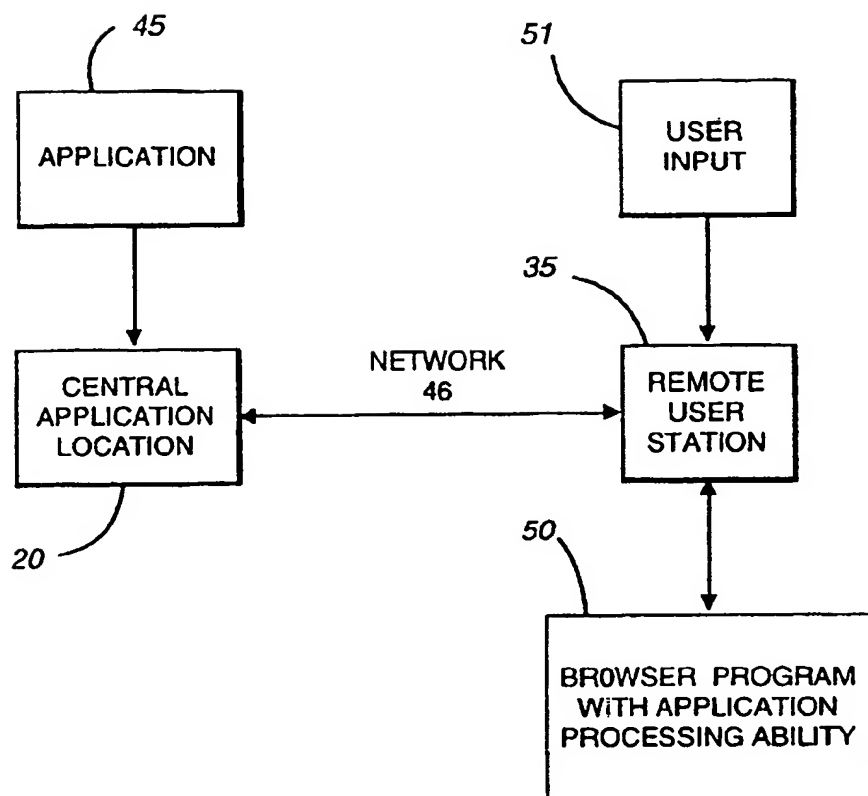 45
APPLICATION
51
USER
INPUT
35
CENTRAL
APPLICATION
LOCATION
NETWORK
46
REMOTE
USER
STATION
20
50
BROWSER PROGRAM
WITH APPLICATION
PROCESSING ABILITY